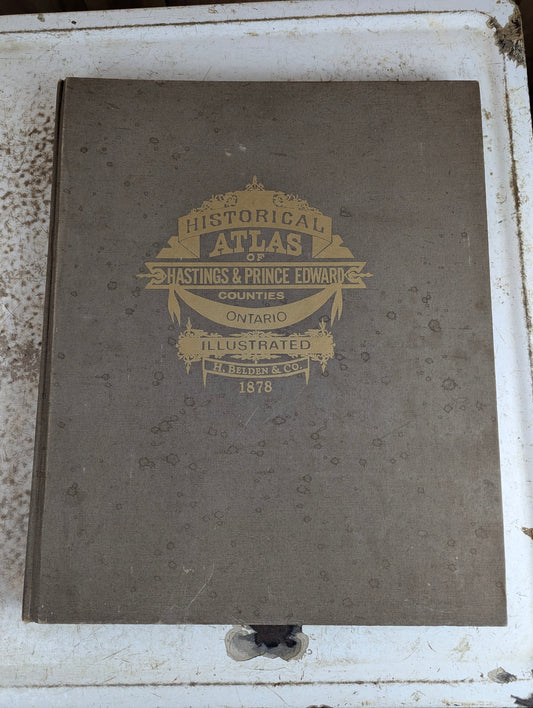 HISTORICAL
ATLAS
OF
HASTINGS & PRINCE EDWARD
COUNTIES
ONTARIO
ILLUSTRATED
H. BELDEN & CO.
1878